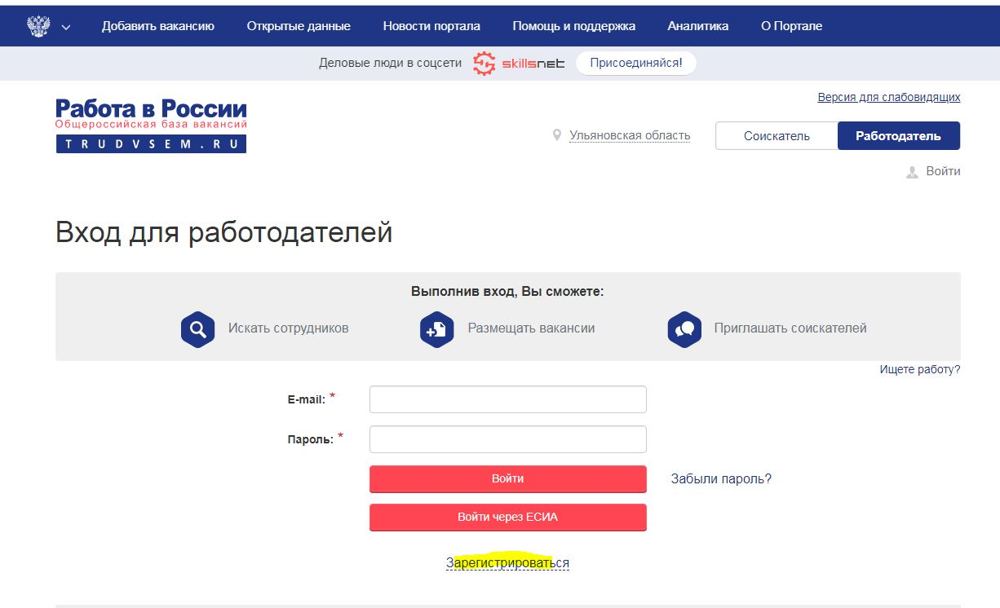 Добавить вакансию Открытые данные Новости портала Помощь и поддержка Аналитика О Портале
Деловые люди в соцсети skillsnet Присоединяйся!
Версия для слабовидящих
Работа в России
Общероссийская база вакансий
TRUDVSEM.RU
Ульяновская область Соискатель Работодатель
Войти
Вход для работодателей
Выполнив вход, Вы сможете:
Искать сотрудников Размещать вакансии Приглашать соискателей
Ищете работу?
E-mail: *
Пароль: *
Войти Забыли пароль?
Войти через ЕСИА
Зарегистрироваться